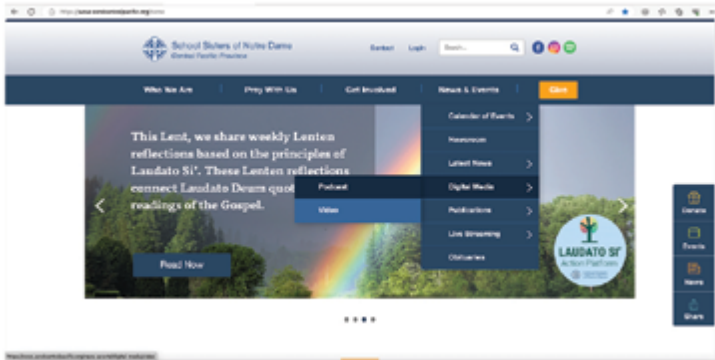 School Sisters of Notre Dame
Central Pacific Province
Contact
Login
Search...
Who We Are
Pray With Us
Get Involved
News & Events
Give
This Lent, we share weekly Lenten
reflections based on the principles of
Laudato Si'. These Lenten reflections
connect Laudato Deum quot
readings of the Gospel.
Read Now
Calendar of Events
Newsroom
Latest News
Digital Media
Publications
Live Streaming
Obituaries
Podcast
Video
LAUDATO SI'
Action Platform
Donate
Events
News
Share